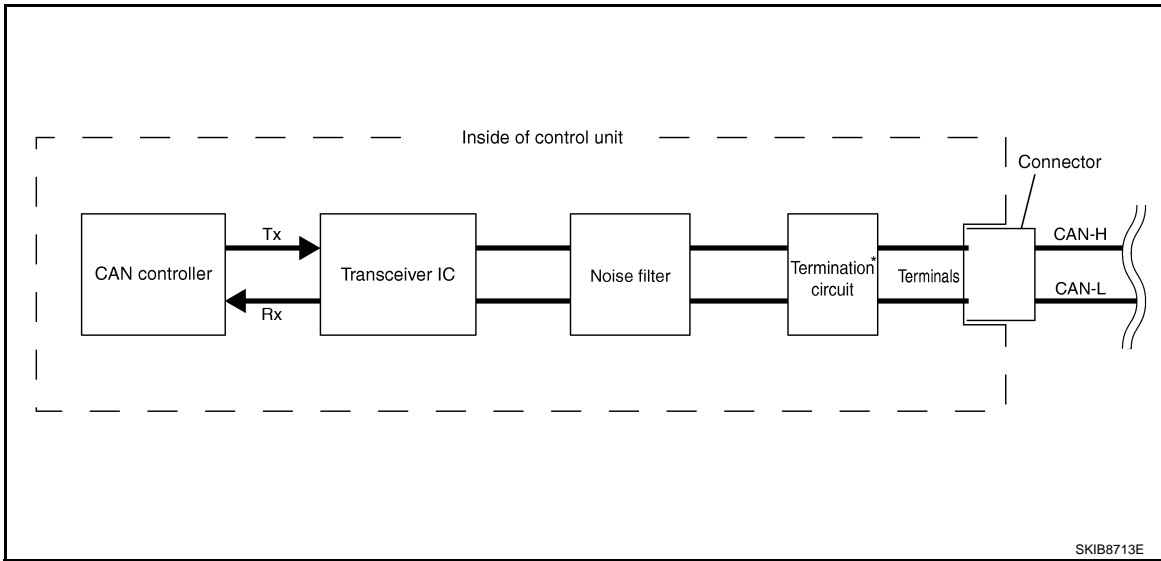 Inside of control unit
Connector
Tx
CAN-H
CAN controller
Transceiver IC
Noise filter
Termination*
circuit
Terminals
Rx
CAN-L
SKIB8713E